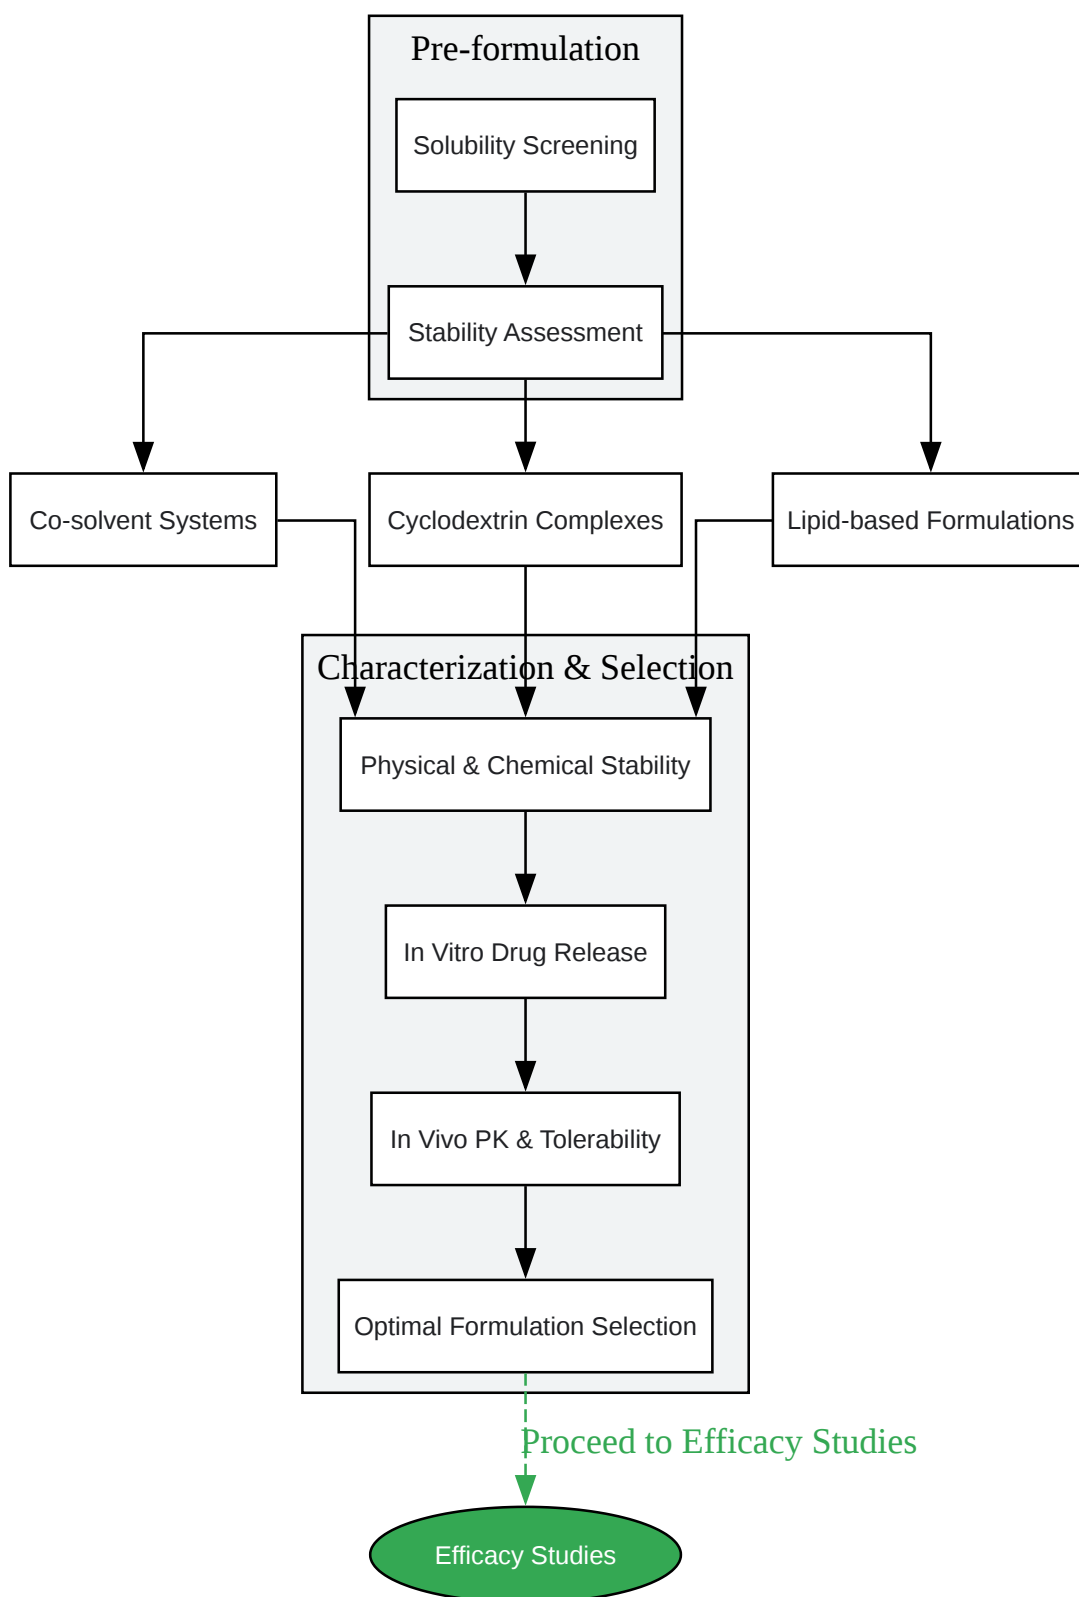 Pre-formulation
Solubility Screening
Stability Assessment
Co-solvent Systems
Cyclodextrin Complexes
Lipid-based Formulations
Characterization & Selection
Physical & Chemical Stability
In Vitro Drug Release
In Vivo PK & Tolerability
Optimal Formulation Selection
Proceed to Efficacy Studies
Efficacy Studies